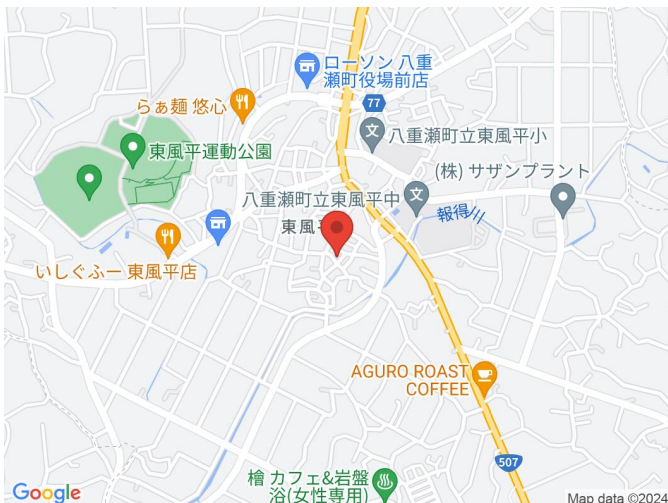 ローソン 八重
瀬町役場前店
らぁ麺 悠心
77
八重瀬町立東風平小
東風平運動公園
(株) サザンプラント
八重瀬町立東風平中
報得川
東風
いしぐふー 東風平店
AGURO ROAST
COFFEE
507
檜 カフェ&岩盤
浴(女性専用)
Google
Map data ©2024